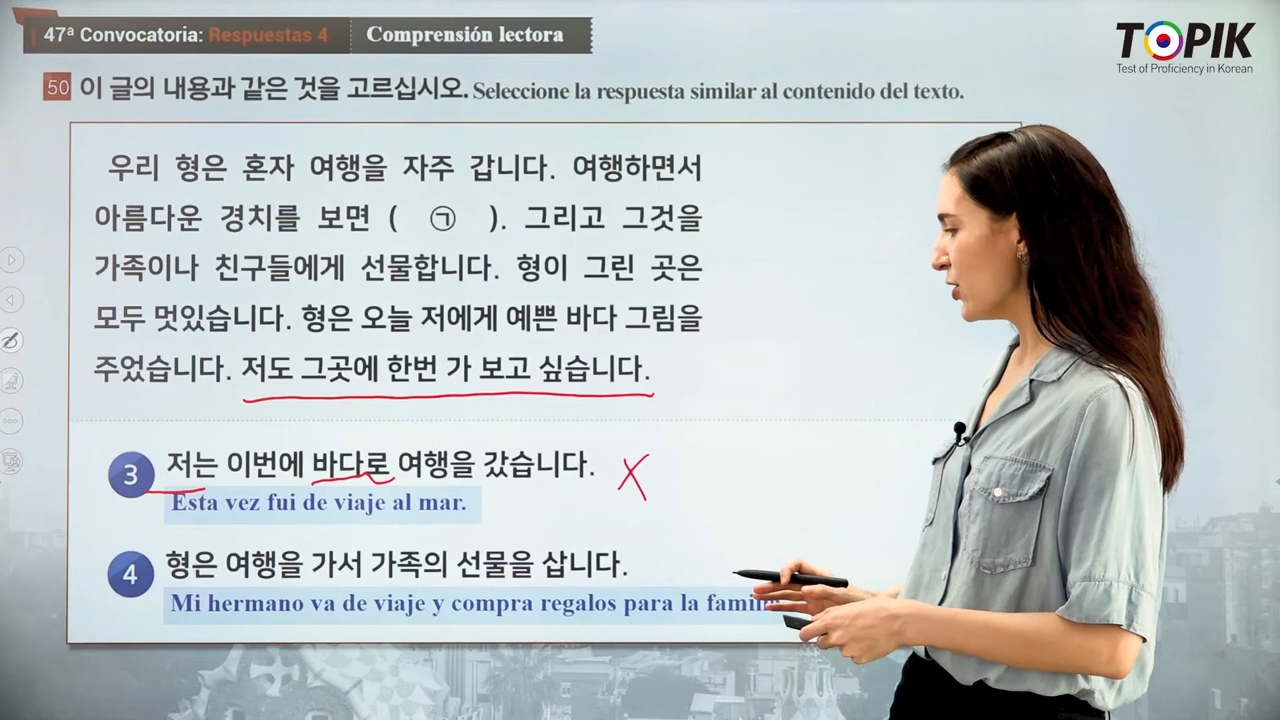 47ª Convocatoria: Respuestas 4
Comprensión lectora
TOPIK
Test of Proficiency in Korean
50 이 글의 내용과 같은 것을 고르십시오. Seleccione la respuesta similar al contenido del texto.
우리 형은 혼자 여행을 자주 갑니다. 여행하면서
아름다운 경치를 보면 ( ㉠ ). 그리고 그것을
가족이나 친구들에게 선물합니다. 형이 그린 곳은
모두 멋있습니다. 형은 오늘 저에게 예쁜 바다 그림을
주었습니다. 저도 그곳에 한번 가 보고 싶습니다.
3 저는 이번에 바다로 여행을 갔습니다. X
Esta vez fui de viaje al mar.
4 형은 여행을 가서 가족의 선물을 삽니다.
Mi hermano va de viaje y compra regalos para la